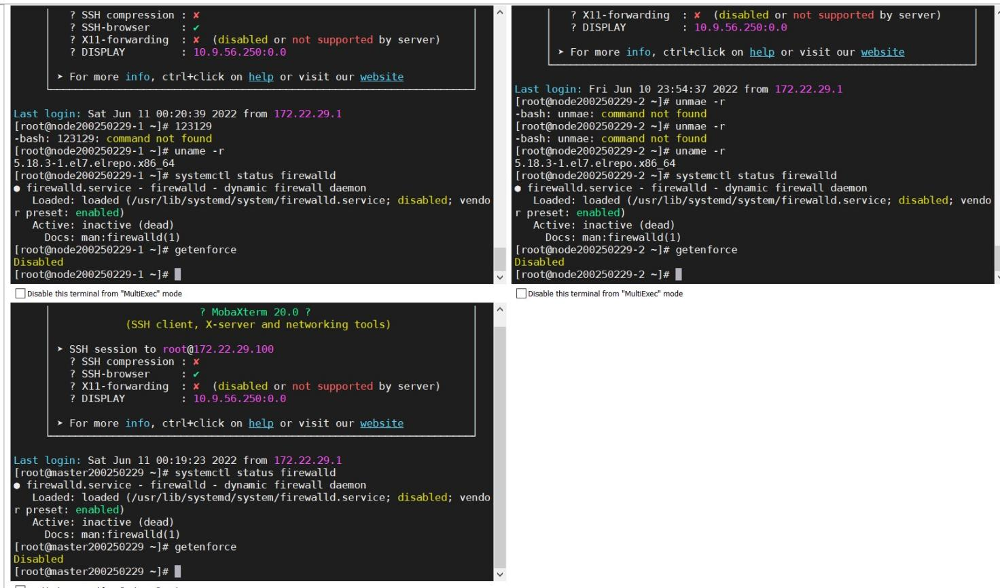 ? SSH compression : ✘
? SSH-browser     : ✔
? X11-forwarding  : ✘  (disabled or not supported by server)
? DISPLAY         : 10.9.56.250:0.0
➤ For more info, ctrl+click on help or visit our website
Last login: Sat Jun 11 00:20:39 2022 from 172.22.29.1
[root@node200250229-1 ~]# 123129
-bash: 123129: command not found
[root@node200250229-1 ~]# uname -r
5.18.3-1.el7.elrepo.x86_64
[root@node200250229-1 ~]# systemctl status firewalld
● firewalld.service - firewalld - dynamic firewall daemon
   Loaded: loaded (/usr/lib/systemd/system/firewalld.service; disabled; vendo
r preset: enabled)
   Active: inactive (dead)
     Docs: man:firewalld(1)
[root@node200250229-1 ~]# getenforce
Disabled
[root@node200250229-1 ~]#
Disable this terminal from "MultiExec" mode
? X11-forwarding  : ✘  (disabled or not supported by server)
? DISPLAY         : 10.9.56.250:0.0
➤ For more info, ctrl+click on help or visit our website
Last login: Fri Jun 10 23:54:37 2022 from 172.22.29.1
[root@node200250229-2 ~]# unmae -r
-bash: unmae: command not found
[root@node200250229-2 ~]# unmae -r
-bash: unmae: command not found
[root@node200250229-2 ~]# uname -r
5.18.3-1.el7.elrepo.x86_64
[root@node200250229-2 ~]# systemctl status firewalld
● firewalld.service - firewalld - dynamic firewall daemon
   Loaded: loaded (/usr/lib/systemd/system/firewalld.service; disabled; vendo
r preset: enabled)
   Active: inactive (dead)
     Docs: man:firewalld(1)
[root@node200250229-2 ~]# getenforce
Disabled
[root@node200250229-2 ~]#
Disable this terminal from "MultiExec" mode
? MobaXterm 20.0 ?
(SSH client, X-server and networking tools)
➤ SSH session to root@172.22.29.100
? SSH compression : ✘
? SSH-browser     : ✔
? X11-forwarding  : ✘  (disabled or not supported by server)
? DISPLAY         : 10.9.56.250:0.0
➤ For more info, ctrl+click on help or visit our website
Last login: Sat Jun 11 00:19:23 2022 from 172.22.29.1
[root@master200250229 ~]# systemctl status firewalld
● firewalld.service - firewalld - dynamic firewall daemon
   Loaded: loaded (/usr/lib/systemd/system/firewalld.service; disabled; vendo
r preset: enabled)
   Active: inactive (dead)
     Docs: man:firewalld(1)
[root@master200250229 ~]# getenforce
Disabled
[root@master200250229 ~]#